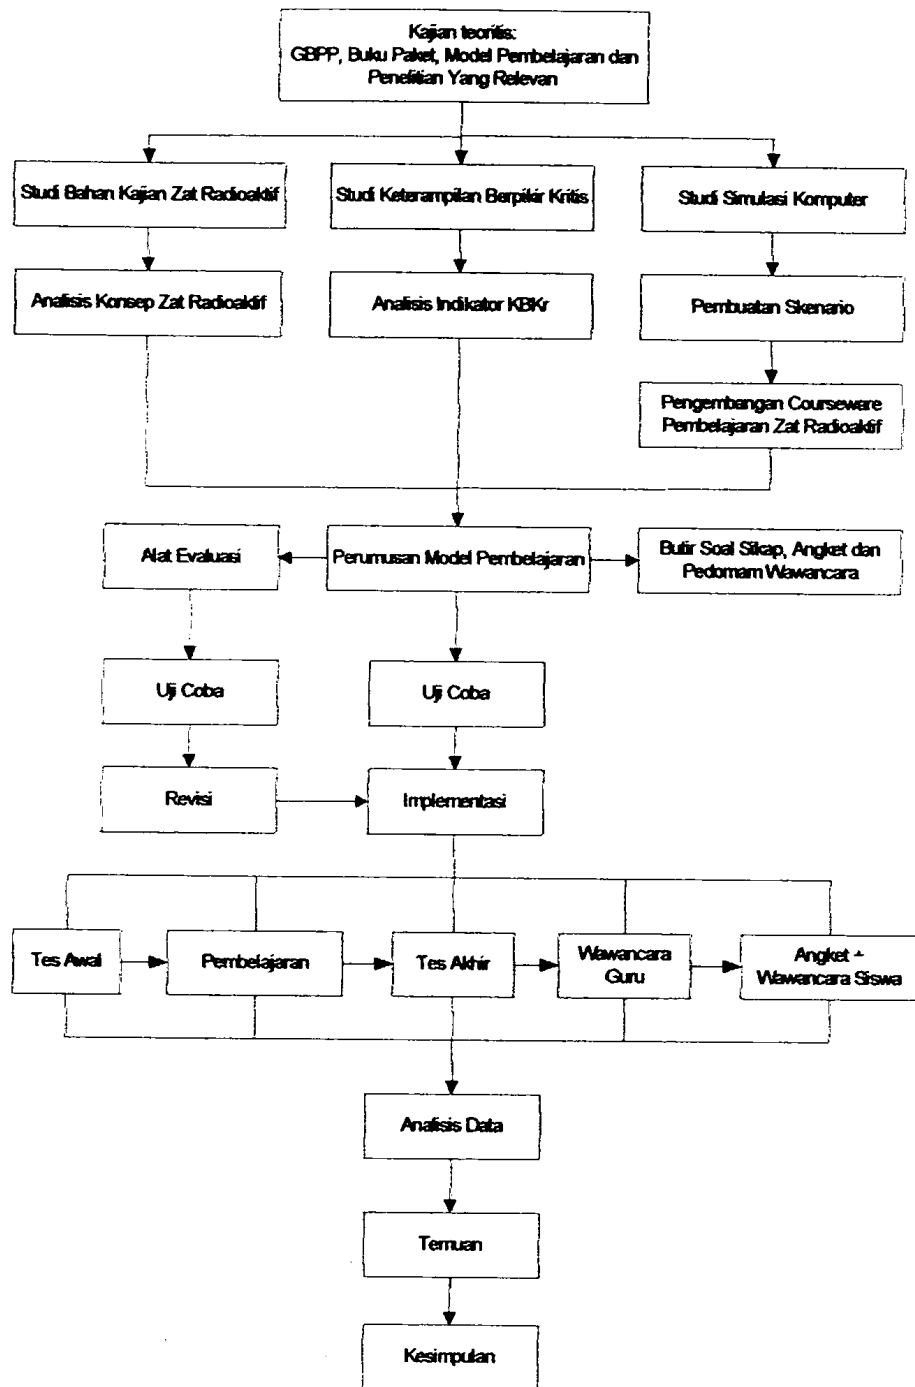 Kajian teoritis:
GBPP, Buku Paket, Model Pembelajaran dan
Penelitian Yang Relevan
Studi Bahan Kajian Zat Radioaktif
Studi Keterampilan Berpikir Kritis
Studi Simulasi Komputer
Analisis Konsep Zat Radioaktif
Analisis Indikator KBKr
Pembuatan Skenario
Pengembangan Courseware
Pembelajaran Zat Radioaktif
Alat Evaluasi
Perumusan Model Pembelajaran
Butir Soal Sikap, Angket dan
Pedomam Wawancara
Uji Coba
Uji Coba
Revisi
Implementasi
Tes Awal
Pembelajaran
Tes Akhir
Wawancara
Guru
Angket +
Wawancara Siswa
Analisis Data
Temuan
Kesimpulan